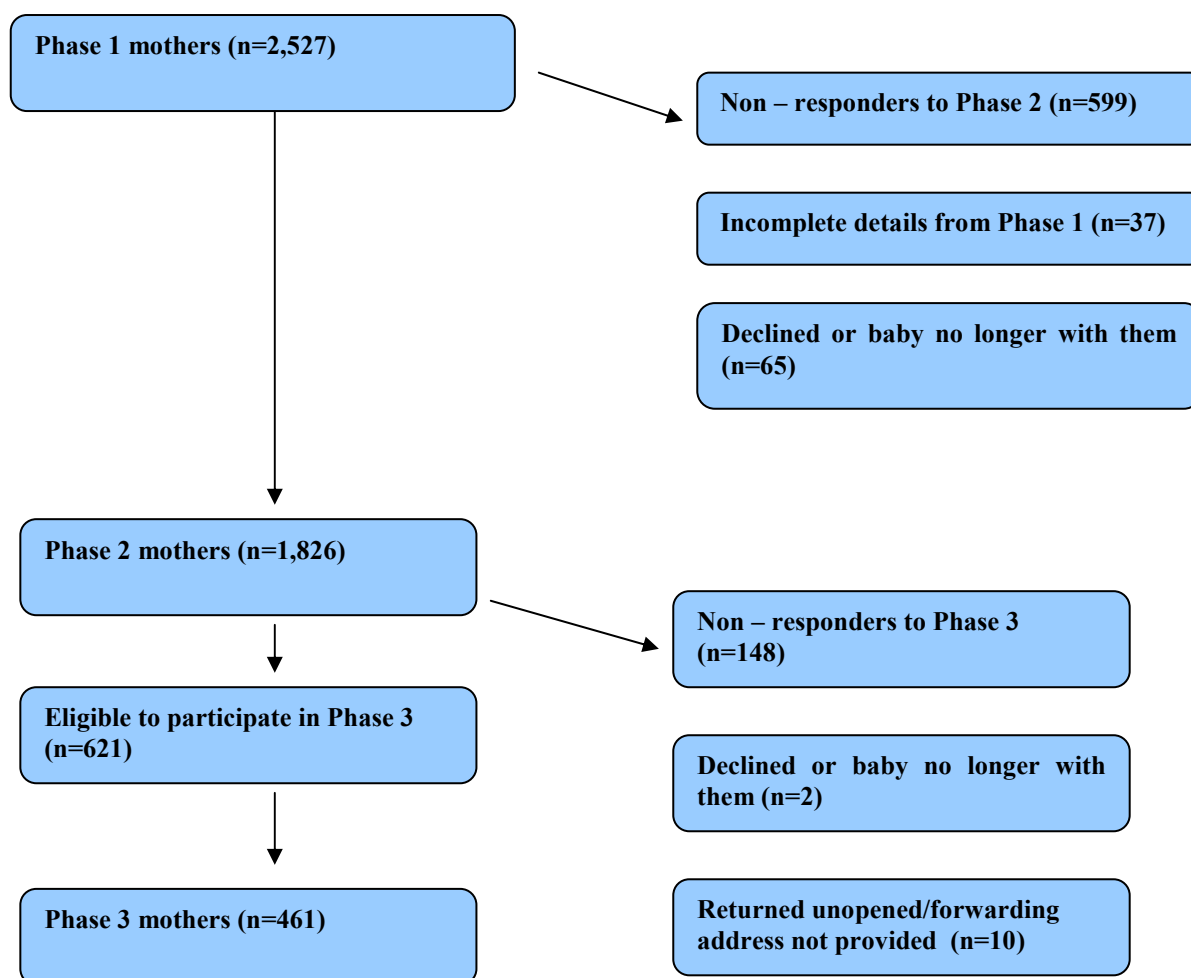 Phase 1 mothers (n=2,527)
Non – responders to Phase 2 (n=599)
Incomplete details from Phase 1 (n=37)
Declined or baby no longer with them
(n=65)
Phase 2 mothers (n=1,826)
Non – responders to Phase 3
(n=148)
Eligible to participate in Phase 3
(n=621)
Declined or baby no longer with
them (n=2)
Phase 3 mothers (n=461)
Returned unopened/forwarding
address not provided  (n=10)